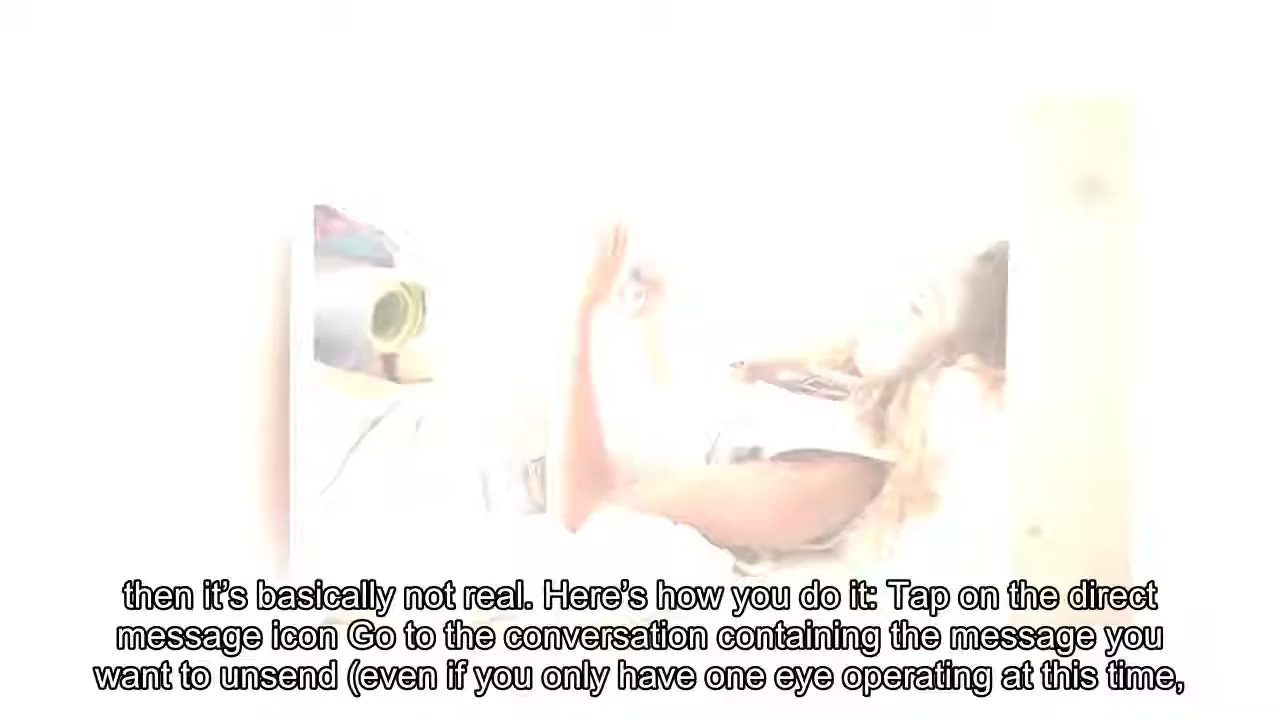 then it’s basically not real. Here’s how you do it: Tap on the direct
message icon Go to the conversation containing the message you
want to unsend (even if you only have one eye operating at this time,